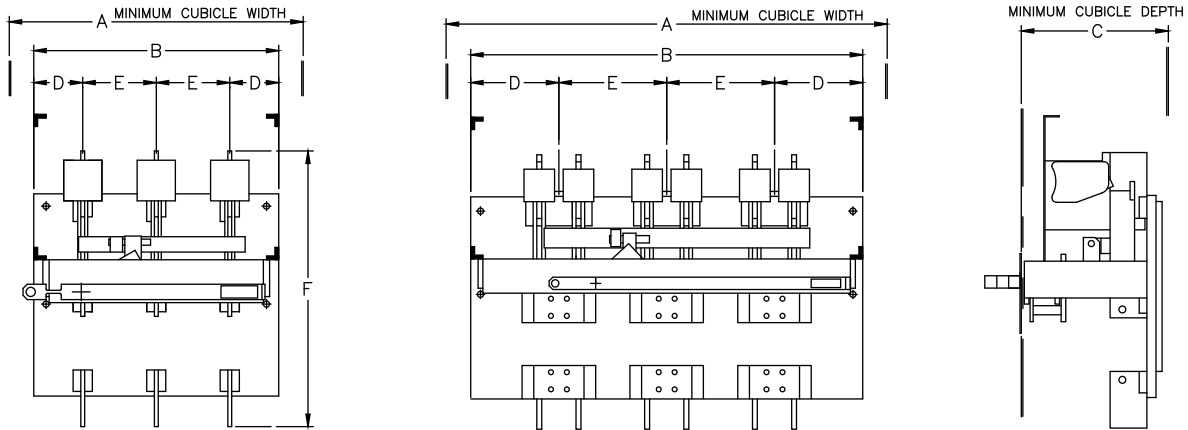 MINIMUM CUBICLE WIDTH
A
B
D E E D
F
MINIMUM CUBICLE WIDTH
A
B
D E E D
MINIMUM CUBICLE DEPTH
C